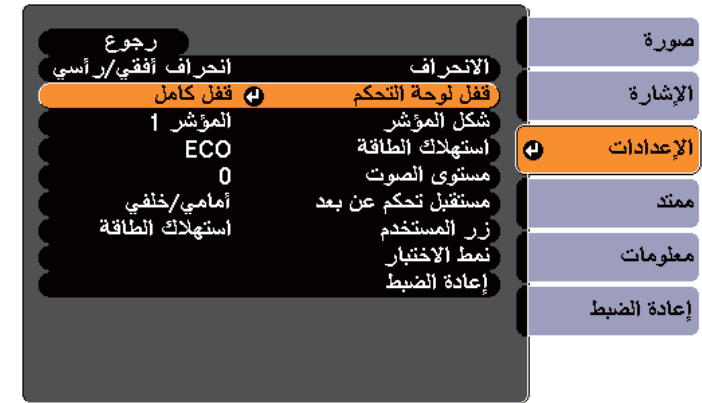 صورة
الإشارة
الإعدادات
ممتد
معلومات
إعادة الضبط
رجوع
الانحراف انحراف أفقي/رأسي
قفل لوحة التحكم قفل كامل
شكل المؤشر المؤشر 1
استهلاك الطاقة ECO
مستوى الصوت 0
مستقبل تحكم عن بعد أمامي/خلفي
زر المستخدم استهلاك الطاقة
نمط الاختبار
إعادة الضبط